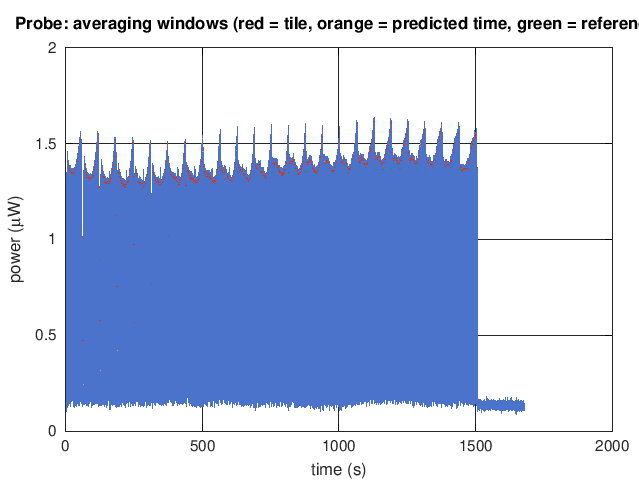 Probe: averaging windows (red = tile, orange = predicted time, green = referen
2
1.5
1
0.5
0
0 500 1000 1500 2000
power (μW)
time (s)